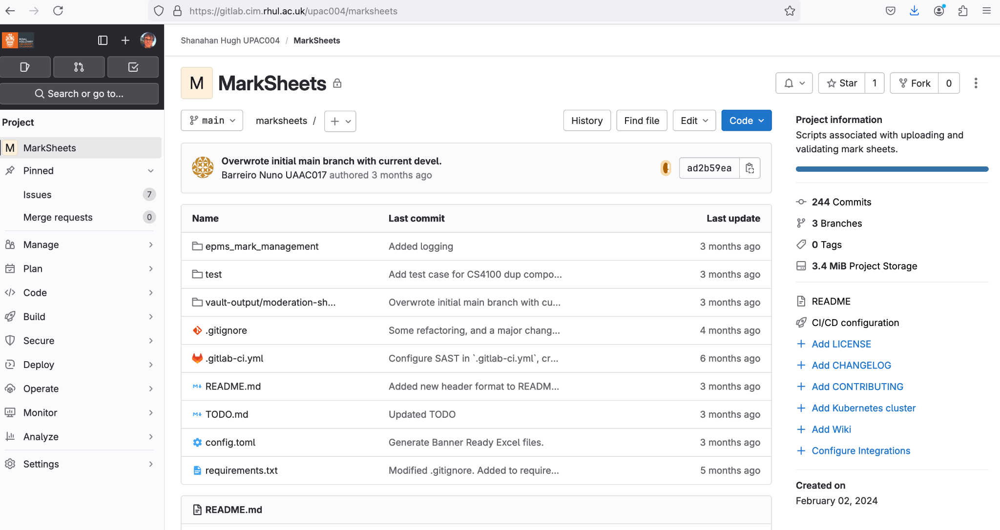 https://gitlab.cim.rhul.ac.uk/upac004/marksheets
ROYAL
HOLLOWAY
UNIVERSITY
OF LONDON
Search or go to...
Project
M MarkSheets
Pinned
Issues 7
Merge requests 0
Manage
Plan
Code
Build
Secure
Deploy
Operate
Monitor
Analyze
Settings
Shanahan Hugh UPAC004 / MarkSheets
M MarkSheets
Star 1
Fork 0
main
marksheets /
History
Find file
Edit
Code
Overwrote initial main branch with current devel.
Barreiro Nuno UAAC017 authored 3 months ago
ad2b59ea
Name Last commit Last update
epms_mark_management Added logging 3 months ago
test Add test case for CS4100 dup compo... 3 months ago
vault-output/moderation-sh... Overwrote initial main branch with cu... 3 months ago
.gitignore Some refactoring, and a major chang... 4 months ago
.gitlab-ci.yml Configure SAST in `.gitlab-ci.yml`, cr... 6 months ago
README.md Added new header format to READM... 3 months ago
TODO.md Updated TODO 3 months ago
config.toml Generate Banner Ready Excel files. 3 months ago
requirements.txt Modified .gitignore. Added to require... 5 months ago
README.md
Project information
Scripts associated with uploading and
validating mark sheets.
244 Commits
3 Branches
0 Tags
3.4 MiB Project Storage
README
CI/CD configuration
Add LICENSE
Add CHANGELOG
Add CONTRIBUTING
Add Kubernetes cluster
Add Wiki
Configure Integrations
Created on
February 02, 2024